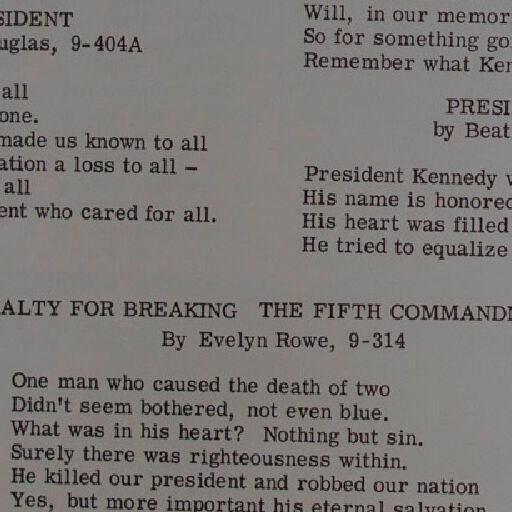 SIDENT
uglas, 9-404A
all
one.
made us known to all
ation a loss to all -
all
ent who cared for all.
Will, in our memor
So for something go
Remember what Ken
PRESI
by Beat
President Kennedy
His name is honored
His heart was filled
He tried to equalize
ALTY FOR BREAKING THE FIFTH COMMANDM
By Evelyn Rowe, 9-314
One man who caused the death of two
Didn't seem bothered, not even blue.
What was in his heart? Nothing but sin.
Surely there was righteousness within.
He killed our president and robbed our nation
Yes, but more important his eternal salvation